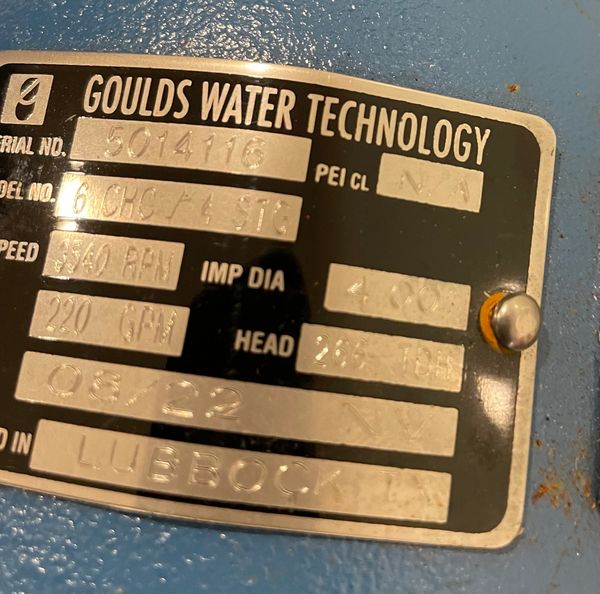 GOULDS WATER TECHNOLOGY
ERIAL NO. 5014116 PEI CL N/A
DEL NO. 6 CHC / 4 STG
PEED 3540 RPM IMP DIA 4.00
220 GPM HEAD 266 TDH
08/22
D IN LUBBOCK TX